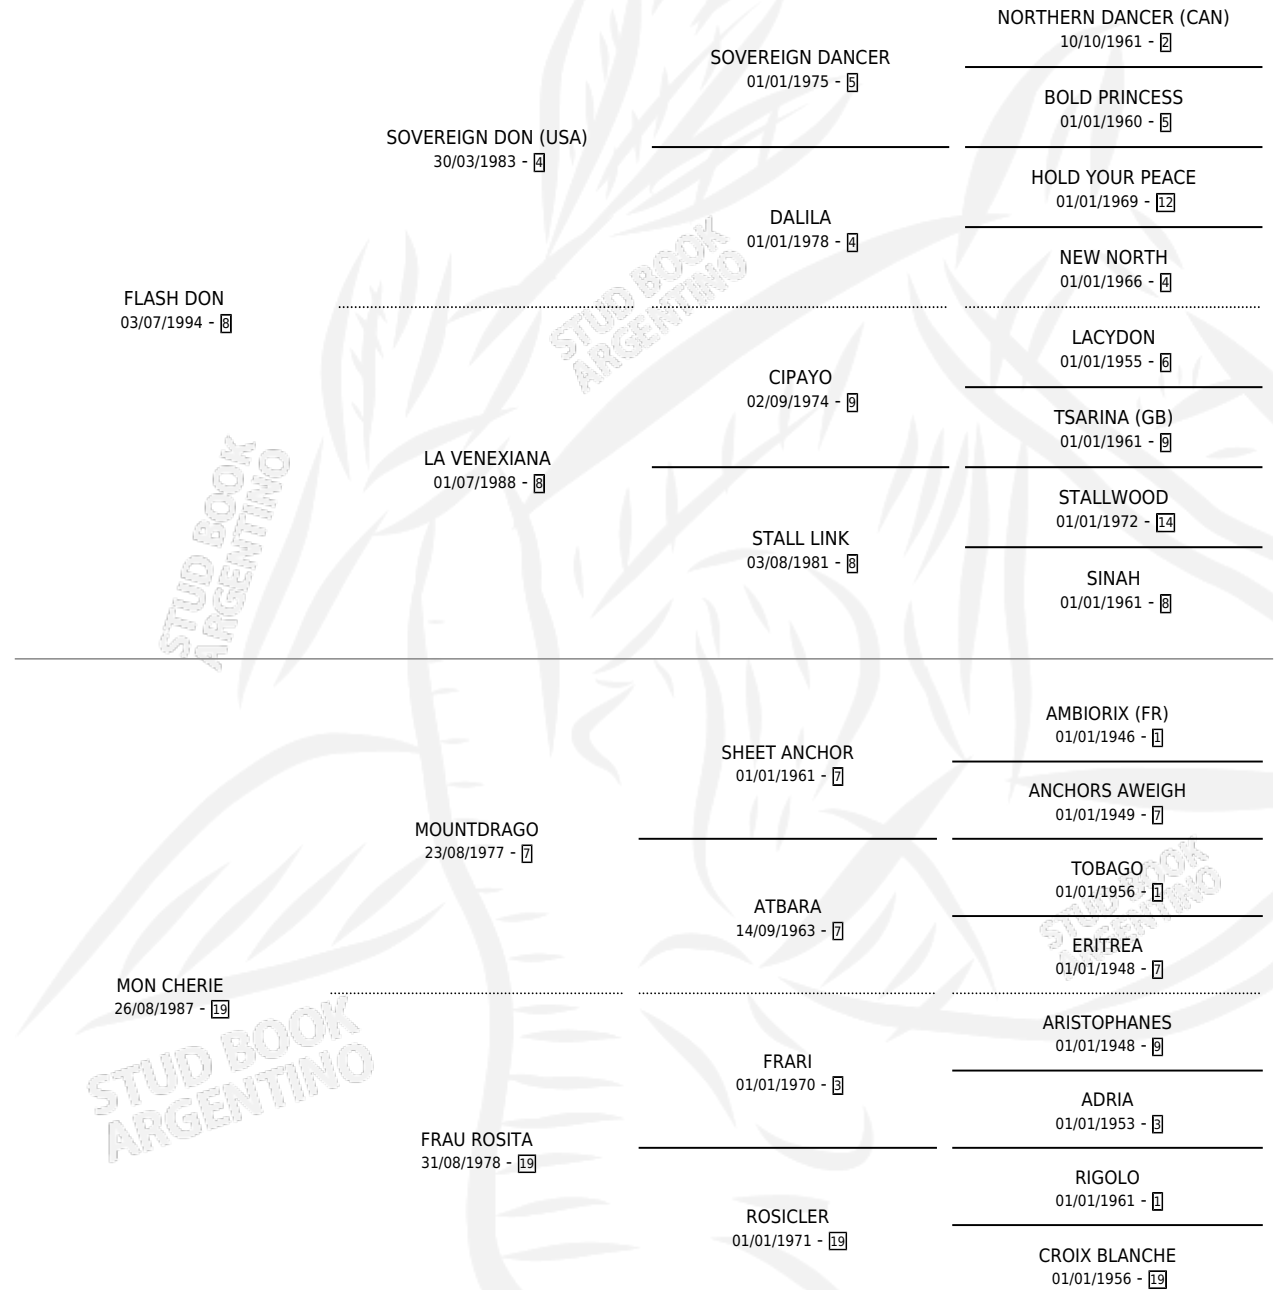 NORTHERN DANCER (CAN)
10/10/1961 - 2
SOVEREIGN DANCER
01/01/1975 - 5
BOLD PRINCESS
01/01/1960 - 5
SOVEREIGN DON (USA)
30/03/1983 - 4
HOLD YOUR PEACE
01/01/1969 - 12
DALILA
01/01/1978 - 4
NEW NORTH
01/01/1966 - 4
FLASH DON
03/07/1994 - 8
LACYDON
01/01/1955 - 6
CIPAYO
02/09/1974 - 9
TSARINA (GB)
01/01/1961 - 9
LA VENEXIANA
01/07/1988 - 8
STALLWOOD
01/01/1972 - 14
STALL LINK
03/08/1981 - 8
SINAH
01/01/1961 - 8
STUD BOOK
ARGENTINO
STUD BOOK
ARGENTINO
AMBIORIX (FR)
01/01/1946 - 1
SHEET ANCHOR
01/01/1961 - 7
ANCHORS AWEIGH
01/01/1949 - 7
MOUNTDRAGO
23/08/1977 - 7
TOBAGO
01/01/1956 - 1
ATBARA
14/09/1963 - 7
ERITREA
01/01/1948 - 7
STUD BOOK
ARGENTINO
MON CHERIE
26/08/1987 - 19
ARISTOPHANES
01/01/1948 - 9
FRARI
01/01/1970 - 3
ADRIA
01/01/1953 - 3
FRAU ROSITA
31/08/1978 - 19
RIGOLO
01/01/1961 - 1
ROSICLER
01/01/1971 - 19
CROIX BLANCHE
01/01/1956 - 19
STUD BOOK
ARGENTINO